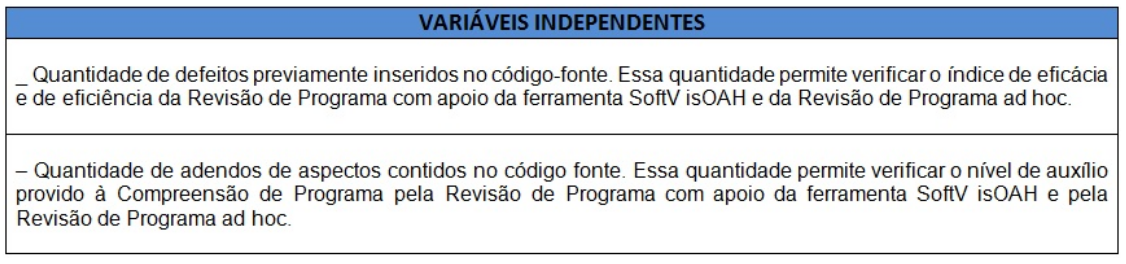 VARIÁVEIS INDEPENDENTES
_ Quantidade de defeitos previamente inseridos no código-fonte. Essa quantidade permite verificar o índice de eficácia
e de eficiência da Revisão de Programa com apoio da ferramenta SoftV isOAH e da Revisão de Programa ad hoc.
– Quantidade de adendos de aspectos contidos no código fonte. Essa quantidade permite verificar o nível de auxílio
provido à Compreensão de Programa pela Revisão de Programa com apoio da ferramenta SoftV isOAH e pela
Revisão de Programa ad hoc.